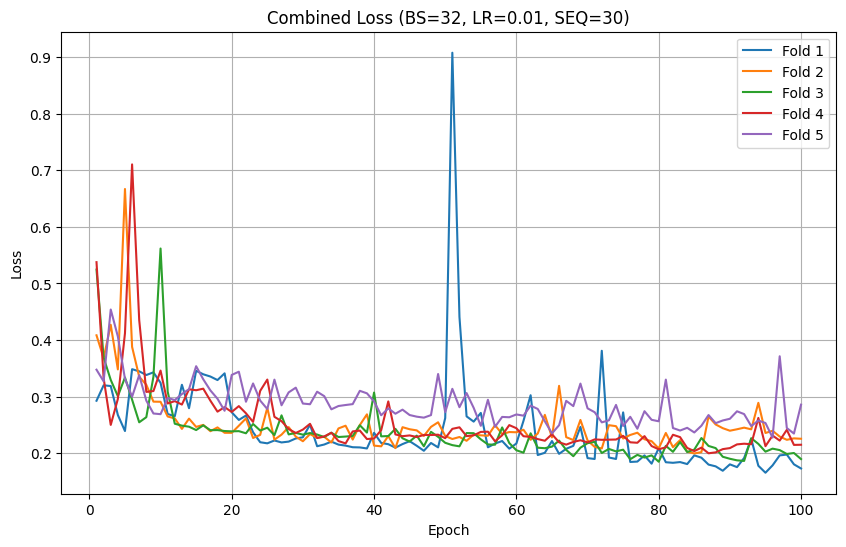 Combined Loss (BS=32, LR=0.01, SEQ=30)
Fold 1
Fold 2
Fold 3
Fold 4
Fold 5
Loss
0.9
0.8
0.7
0.6
0.5
0.4
0.3
0.2
0 20 40 60 80 100
Epoch